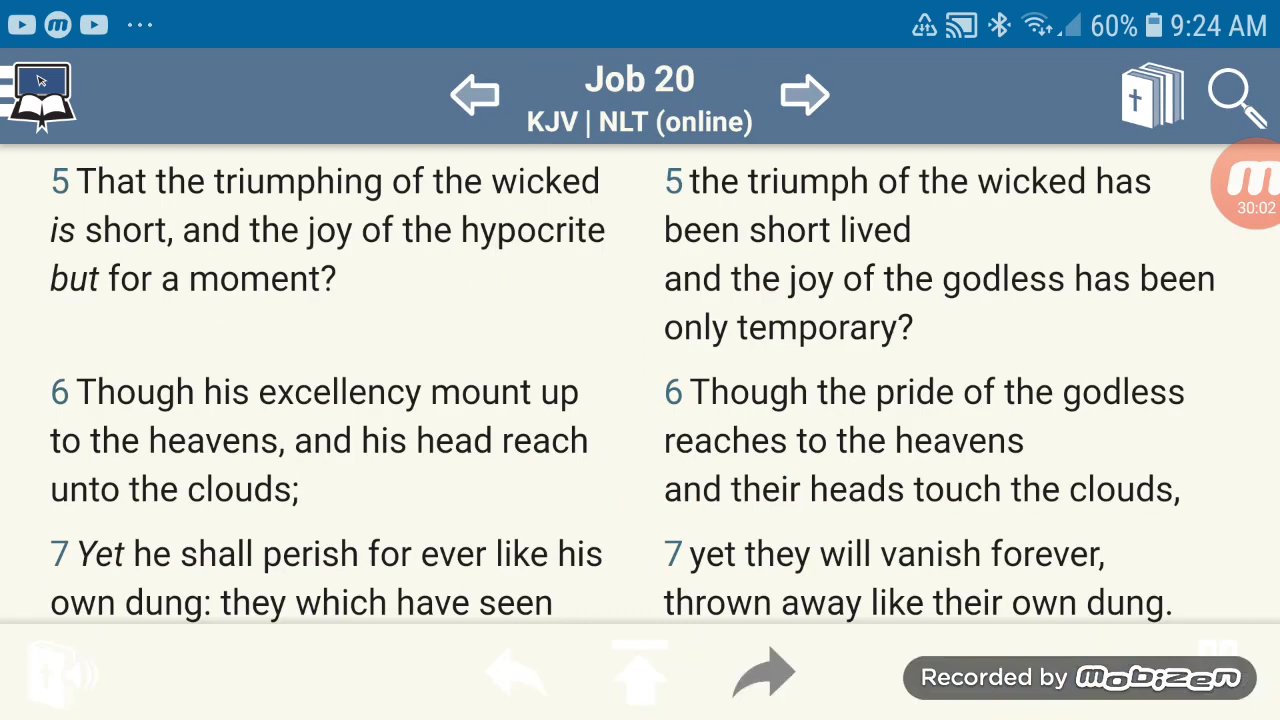 60% 9:24 AM
Job 20
KJV | NLT (online)
30:02
5 That the triumphing of the wicked
is short, and the joy of the hypocrite
but for a moment?
5 the triumph of the wicked has
been short lived
and the joy of the godless has been
only temporary?
6 Though his excellency mount up
to the heavens, and his head reach
unto the clouds;
6 Though the pride of the godless
reaches to the heavens
and their heads touch the clouds,
7 Yet he shall perish for ever like his
own dung: they which have seen
7 yet they will vanish forever,
thrown away like their own dung.
Recorded by mobizen